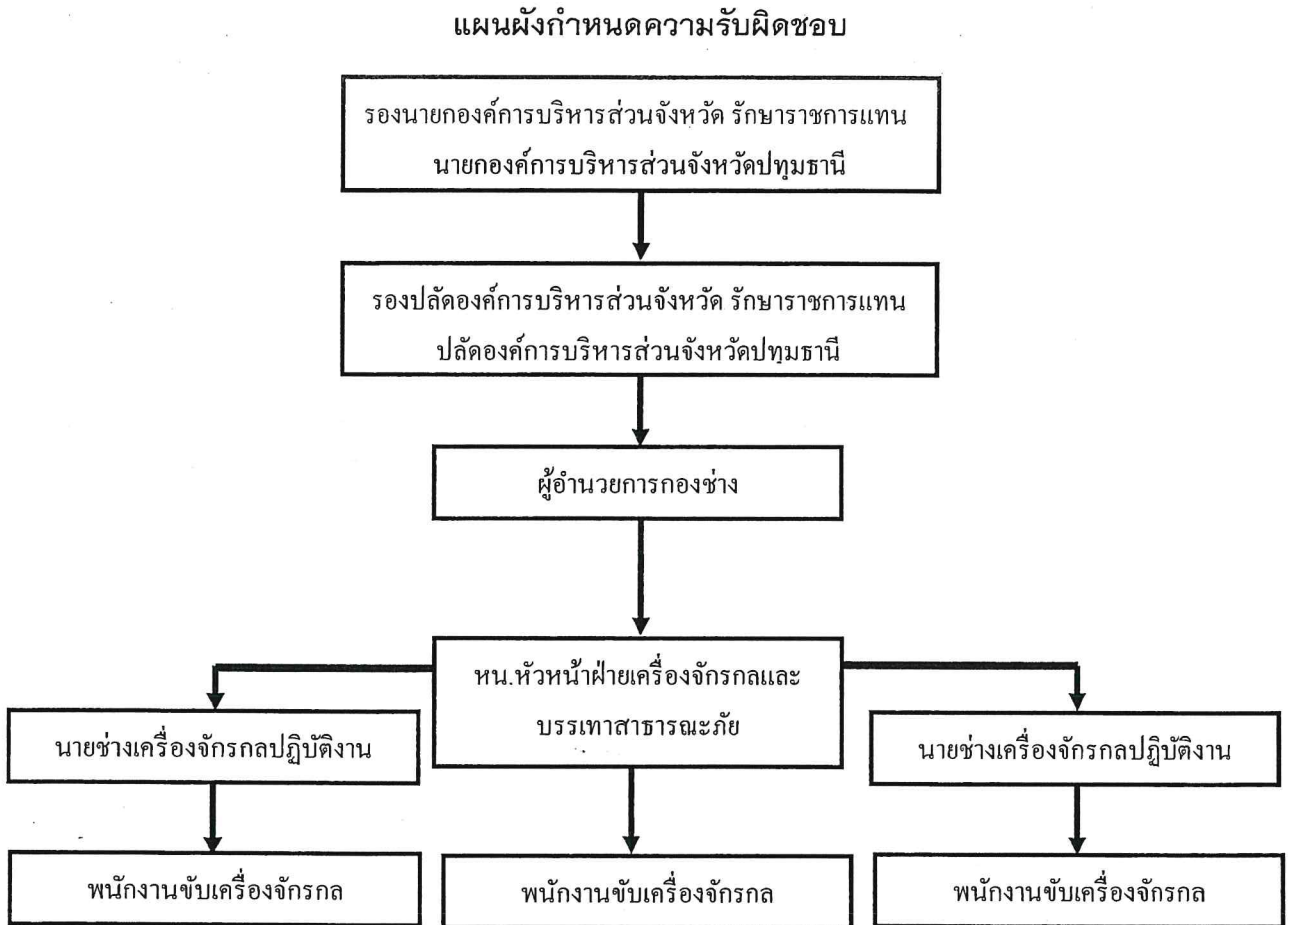 แผนผังกำหนดความรับผิดชอบ
รองนายกองค์การบริหารส่วนจังหวัด รักษาราชการแทน
นายกองค์การบริหารส่วนจังหวัดปทุมธานี
รองปลัดองค์การบริหารส่วนจังหวัด รักษาราชการแทน
ปลัดองค์การบริหารส่วนจังหวัดปทุมธานี
ผู้อำนวยการกองช่าง
หน.หัวหน้าฝ่ายเครื่องจักรกลและ
บรรเทาสาธารณะภัย
นายช่างเครื่องจักรกลปฏิบัติงาน
นายช่างเครื่องจักรกลปฏิบัติงาน
พนักงานขับเครื่องจักรกล
พนักงานขับเครื่องจักรกล
พนักงานขับเครื่องจักรกล